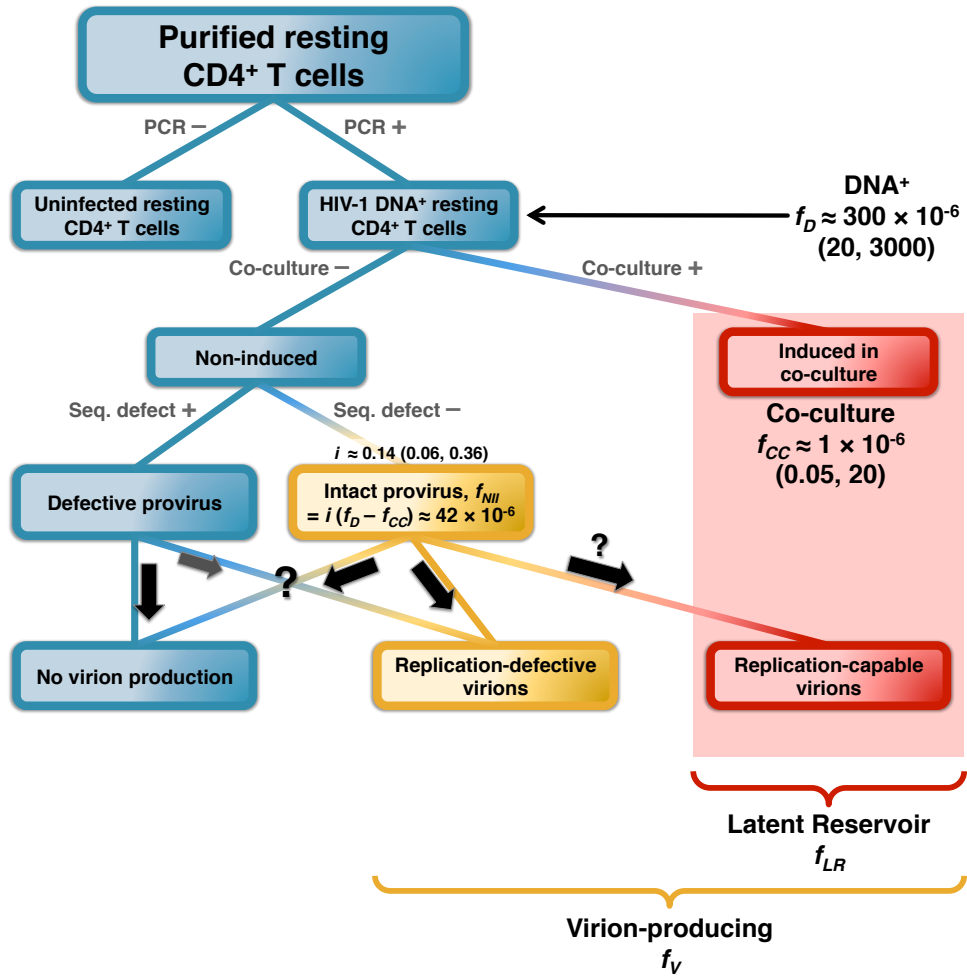 Purified resting
CD4⁺ T cells
PCR −
PCR +
Uninfected resting
CD4⁺ T cells
HIV-1 DNA⁺ resting
CD4⁺ T cells
DNA⁺
f_D ≈ 300 × 10⁻⁶
(20, 3000)
Co-culture −
Co-culture +
Non-induced
Induced in
co-culture
Co-culture
f_CC ≈ 1 × 10⁻⁶
(0.05, 20)
Seq. defect +
Seq. defect −
i ≈ 0.14 (0.06, 0.36)
Defective provirus
Intact provirus, f_NII
= i (f_D − f_CC) ≈ 42 × 10⁻⁶
?
?
No virion production
Replication-defective
virions
Replication-capable
virions
Latent Reservoir
f_LR
Virion-producing
f_V